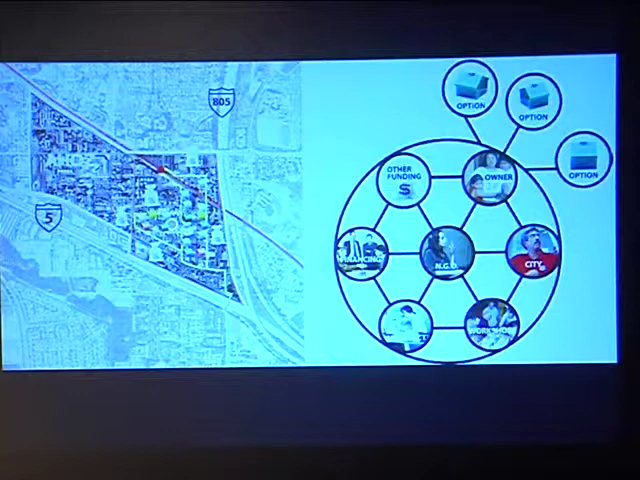 805
5
OPTION
OPTION
OPTION
OTHER
FUNDING
$
OWNER
FINANCING
N.G.O.
CITY
WORKSHOP